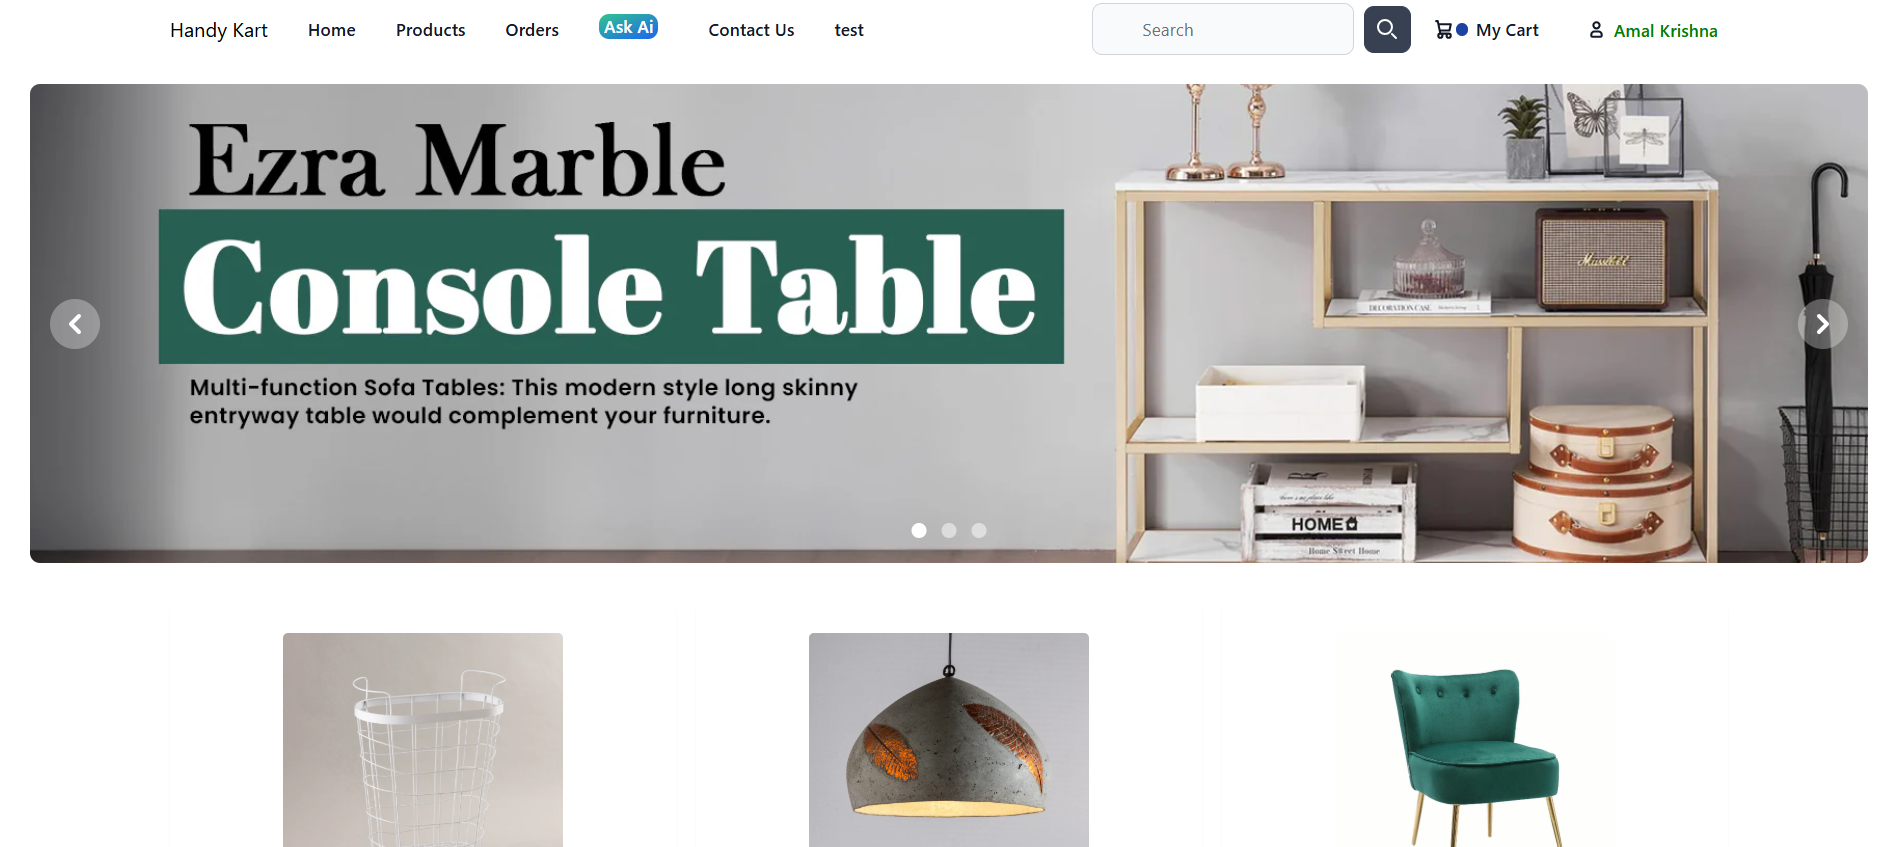 Handy Kart
Home
Products
Orders
Ask Ai
Contact Us
test
Search
My Cart
Amal Krishna
Ezra Marble
Console Table
Multi-function Sofa Tables: This modern style long skinny
entryway table would complement your furniture.
DECORATION CASE
HOME
Home Sweet Home